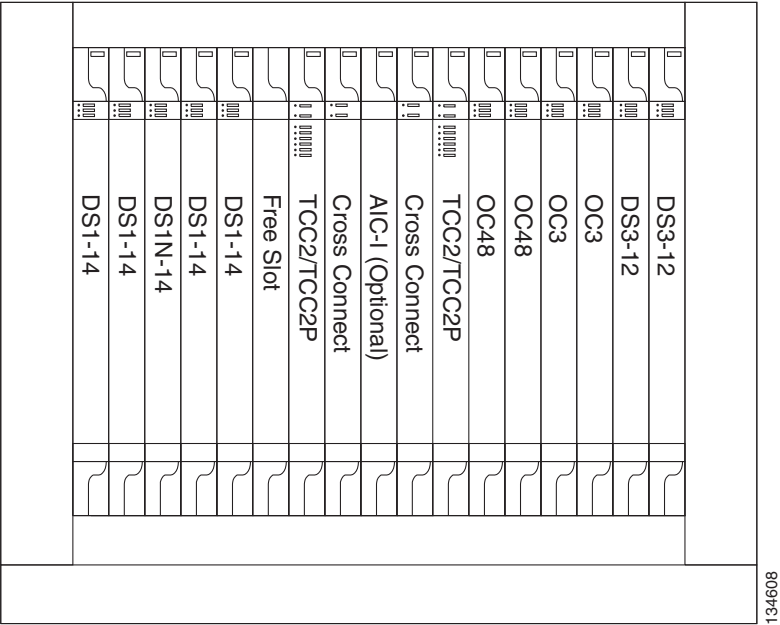 DS1-14
DS1-14
DS1N-14
DS1-14
DS1-14
Free Slot
TCC2/TCC2P
Cross Connect
AIC-I (Optional)
Cross Connect
TCC2/TCC2P
OC48
OC48
OC3
OC3
DS3-12
DS3-12
134608